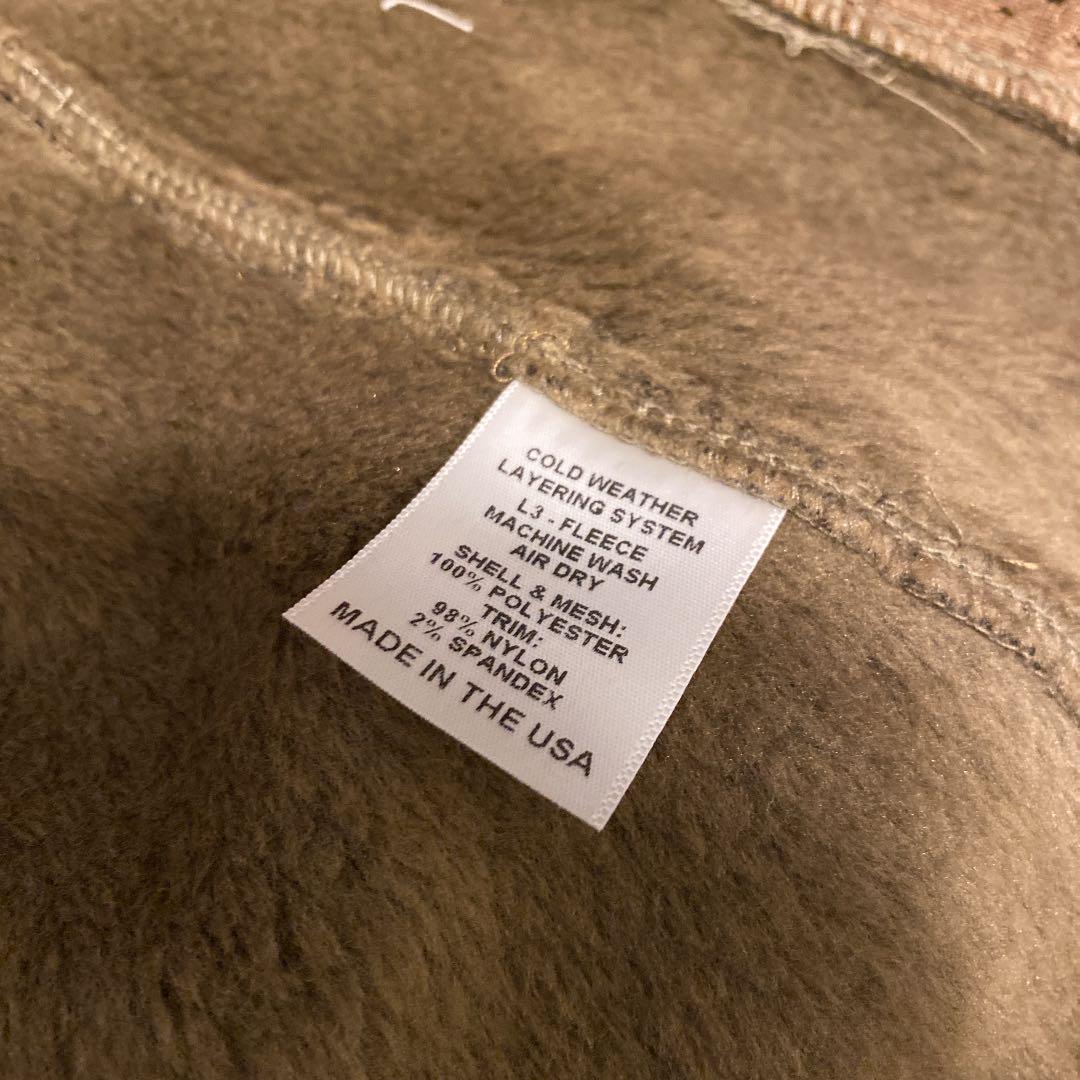 COLD WEATHER
LAYERING SYSTEM
L3 - FLEECE
MACHINE WASH
AIR DRY
SHELL & MESH:
100% POLYESTER
TRIM:
98% NYLON
2% SPANDEX
MADE IN THE USA